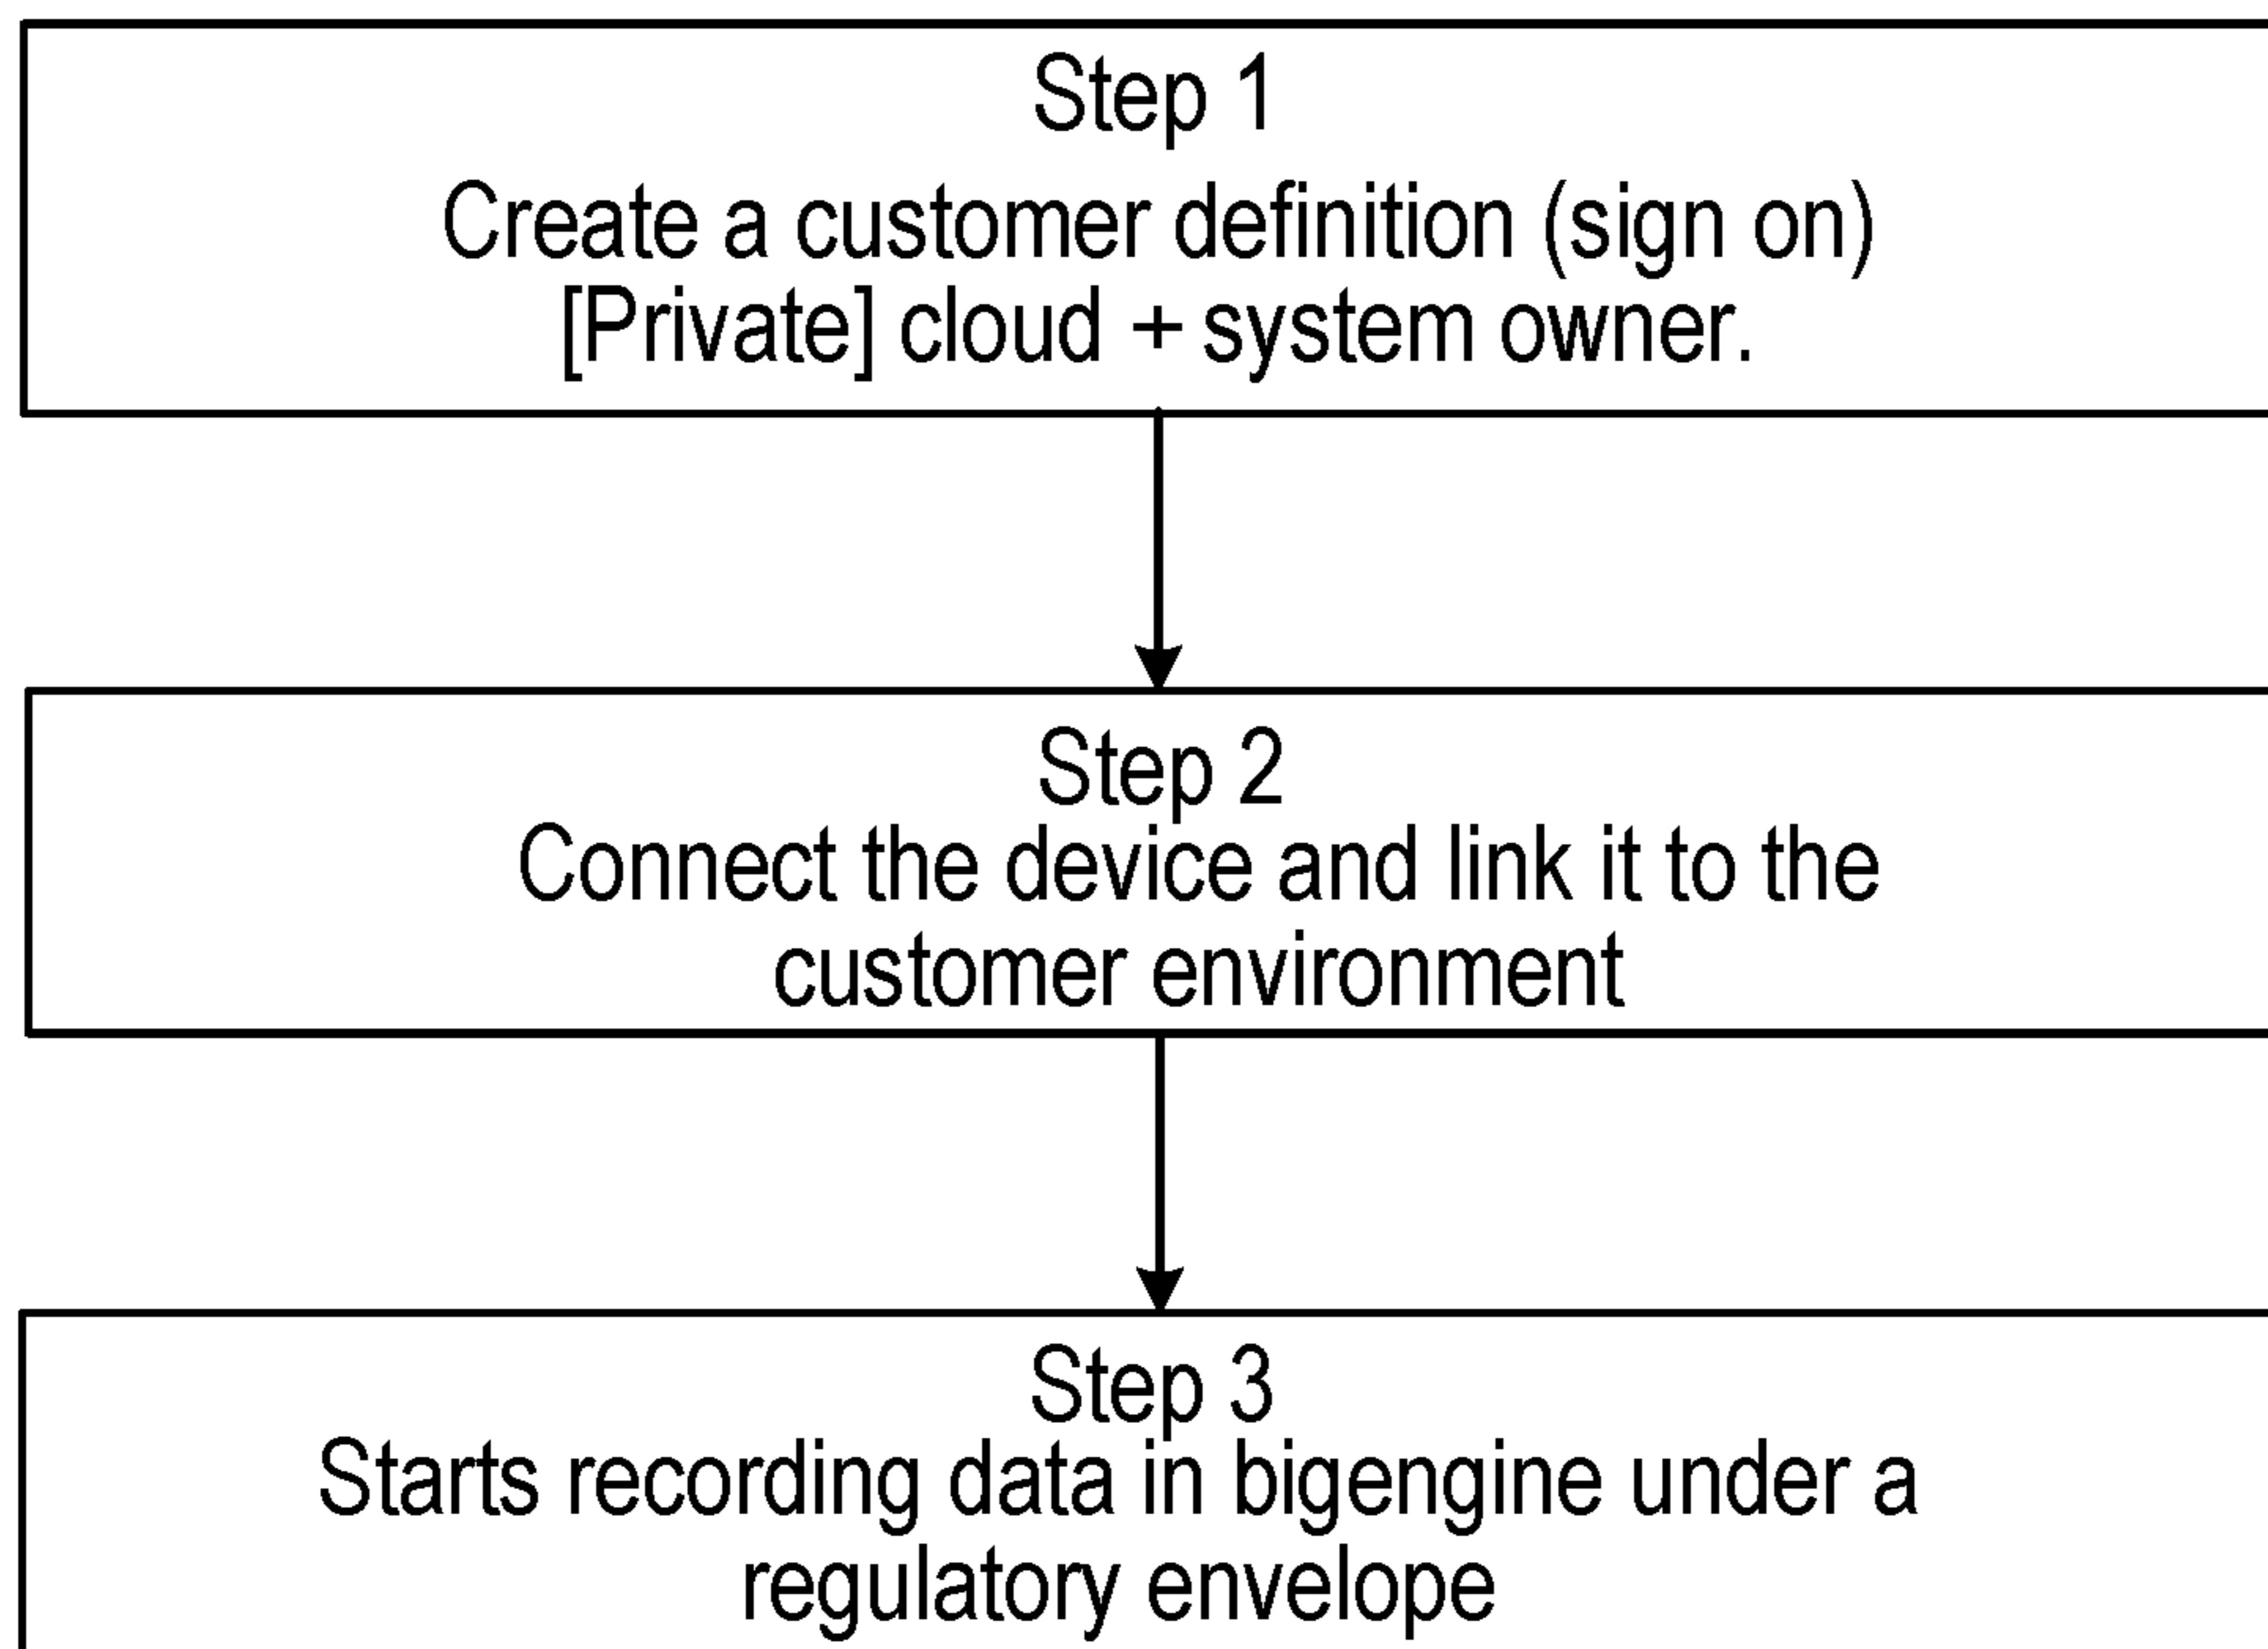 Step 1
Create a customer definition (sign on)
[Private] cloud + system owner.
Step 2
Connect the device and link it to the
customer environment
Step 3
Starts recording data in bigengine under a
regulatory envelope